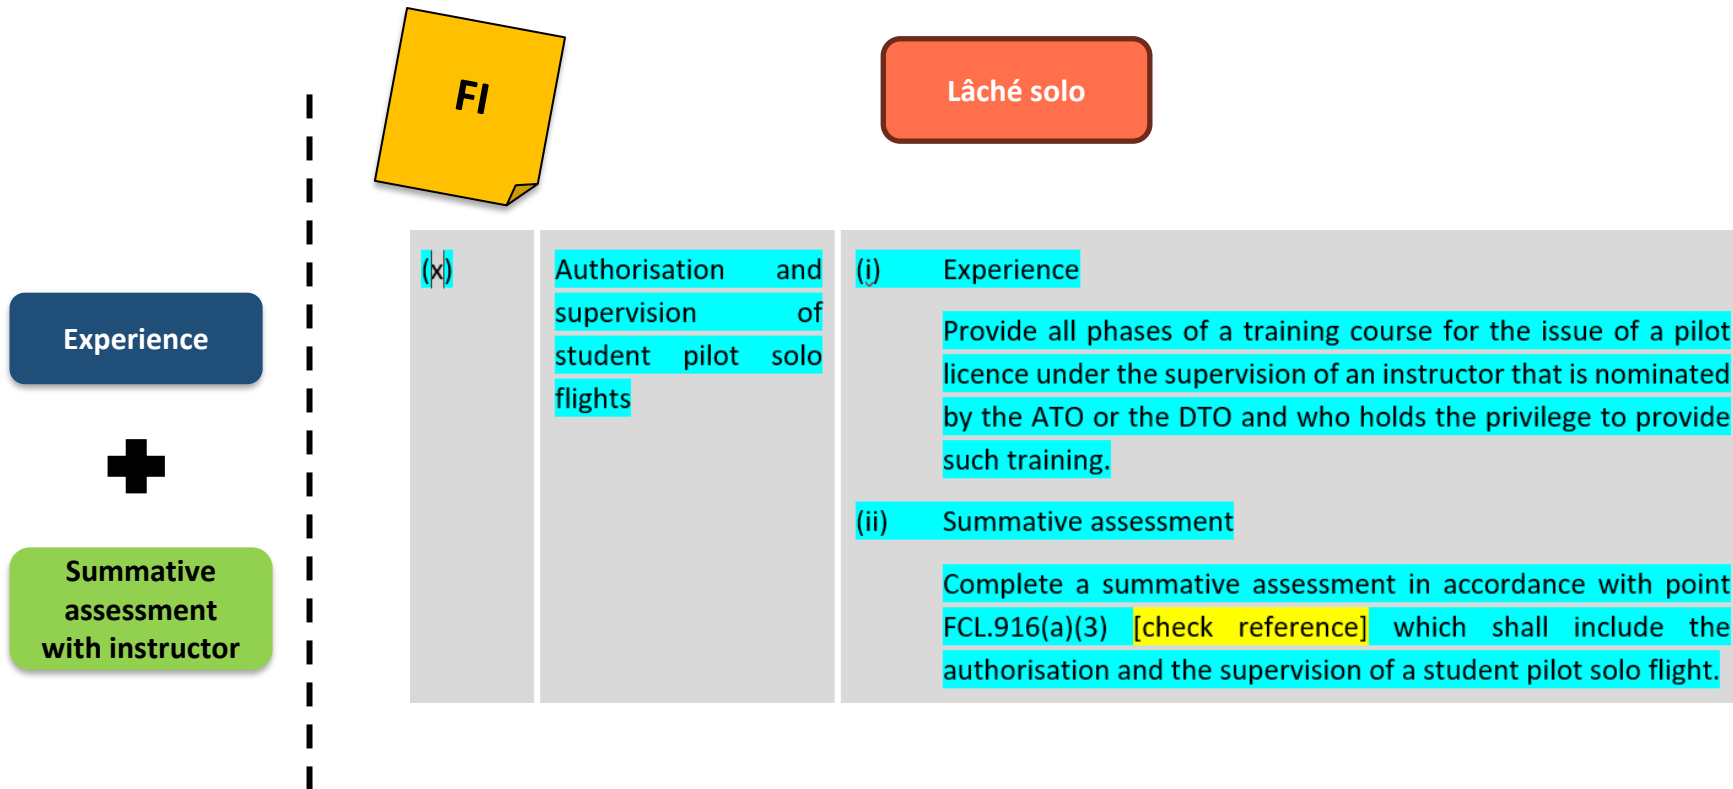 FI
Lâché solo
Experience
Summative
assessment
with instructor
(x)
Authorisation and
supervision of
student pilot solo
flights
(i) Experience
Provide all phases of a training course for the issue of a pilot
licence under the supervision of an instructor that is nominated
by the ATO or the DTO and who holds the privilege to provide
such training.
(ii) Summative assessment
Complete a summative assessment in accordance with point
FCL.916(a)(3) [check reference] which shall include the
authorisation and the supervision of a student pilot solo flight.